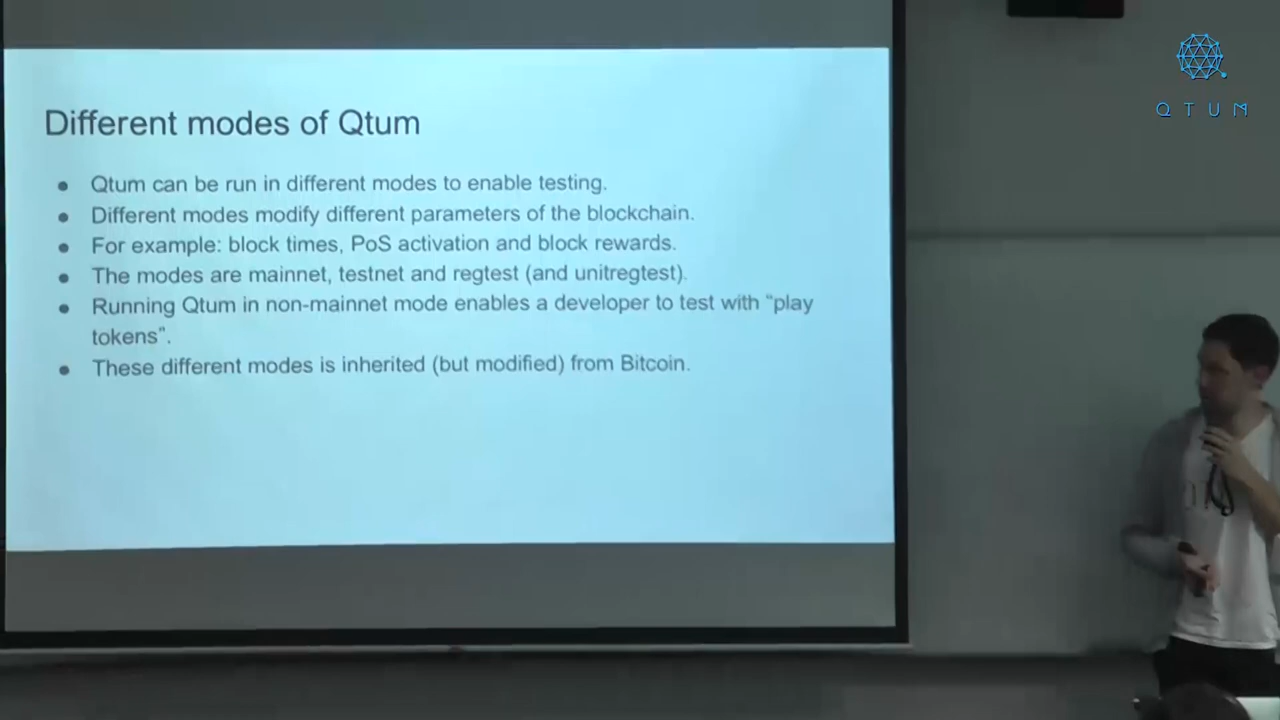 Different modes of Qtum
● Qtum can be run in different modes to enable testing.
● Different modes modify different parameters of the blockchain.
● For example: block times, PoS activation and block rewards.
● The modes are mainnet, testnet and regtest (and unitregtest).
● Running Qtum in non-mainnet mode enables a developer to test with “play
tokens”.
● These different modes is inherited (but modified) from Bitcoin.
QTUM